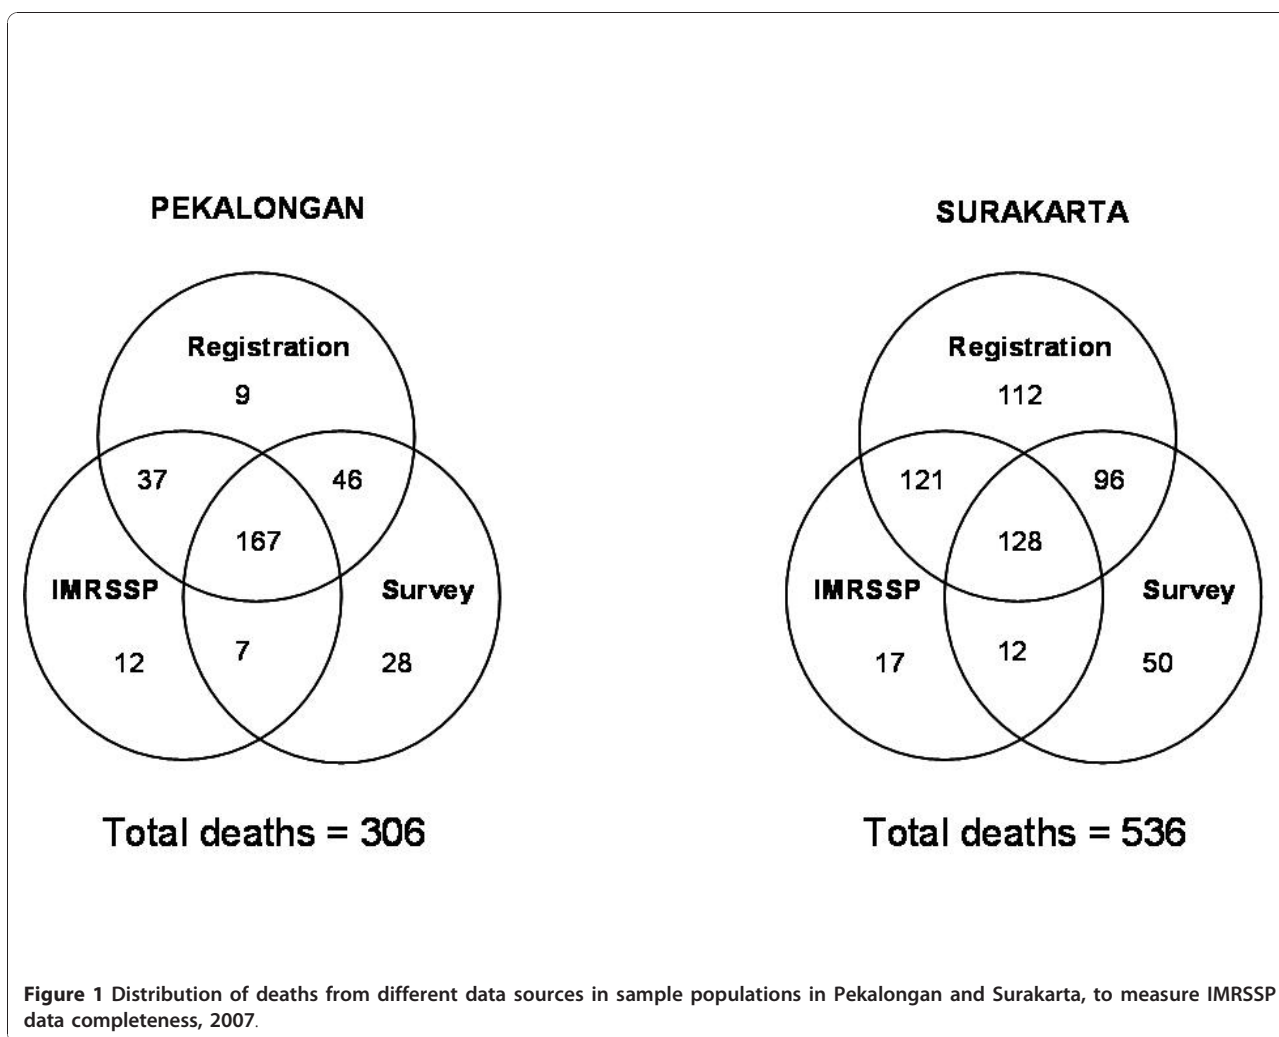 PEKALONGAN
Registration
9
37
46
167
IMRSSP
Survey
7
12
28
Total deaths = 306
SURAKARTA
Registration
112
121
96
128
IMRSSP
Survey
12
17
50
Total deaths = 536
Figure 1 Distribution of deaths from different data sources in sample populations in Pekalongan and Surakarta, to measure IMRSSP
data completeness, 2007.